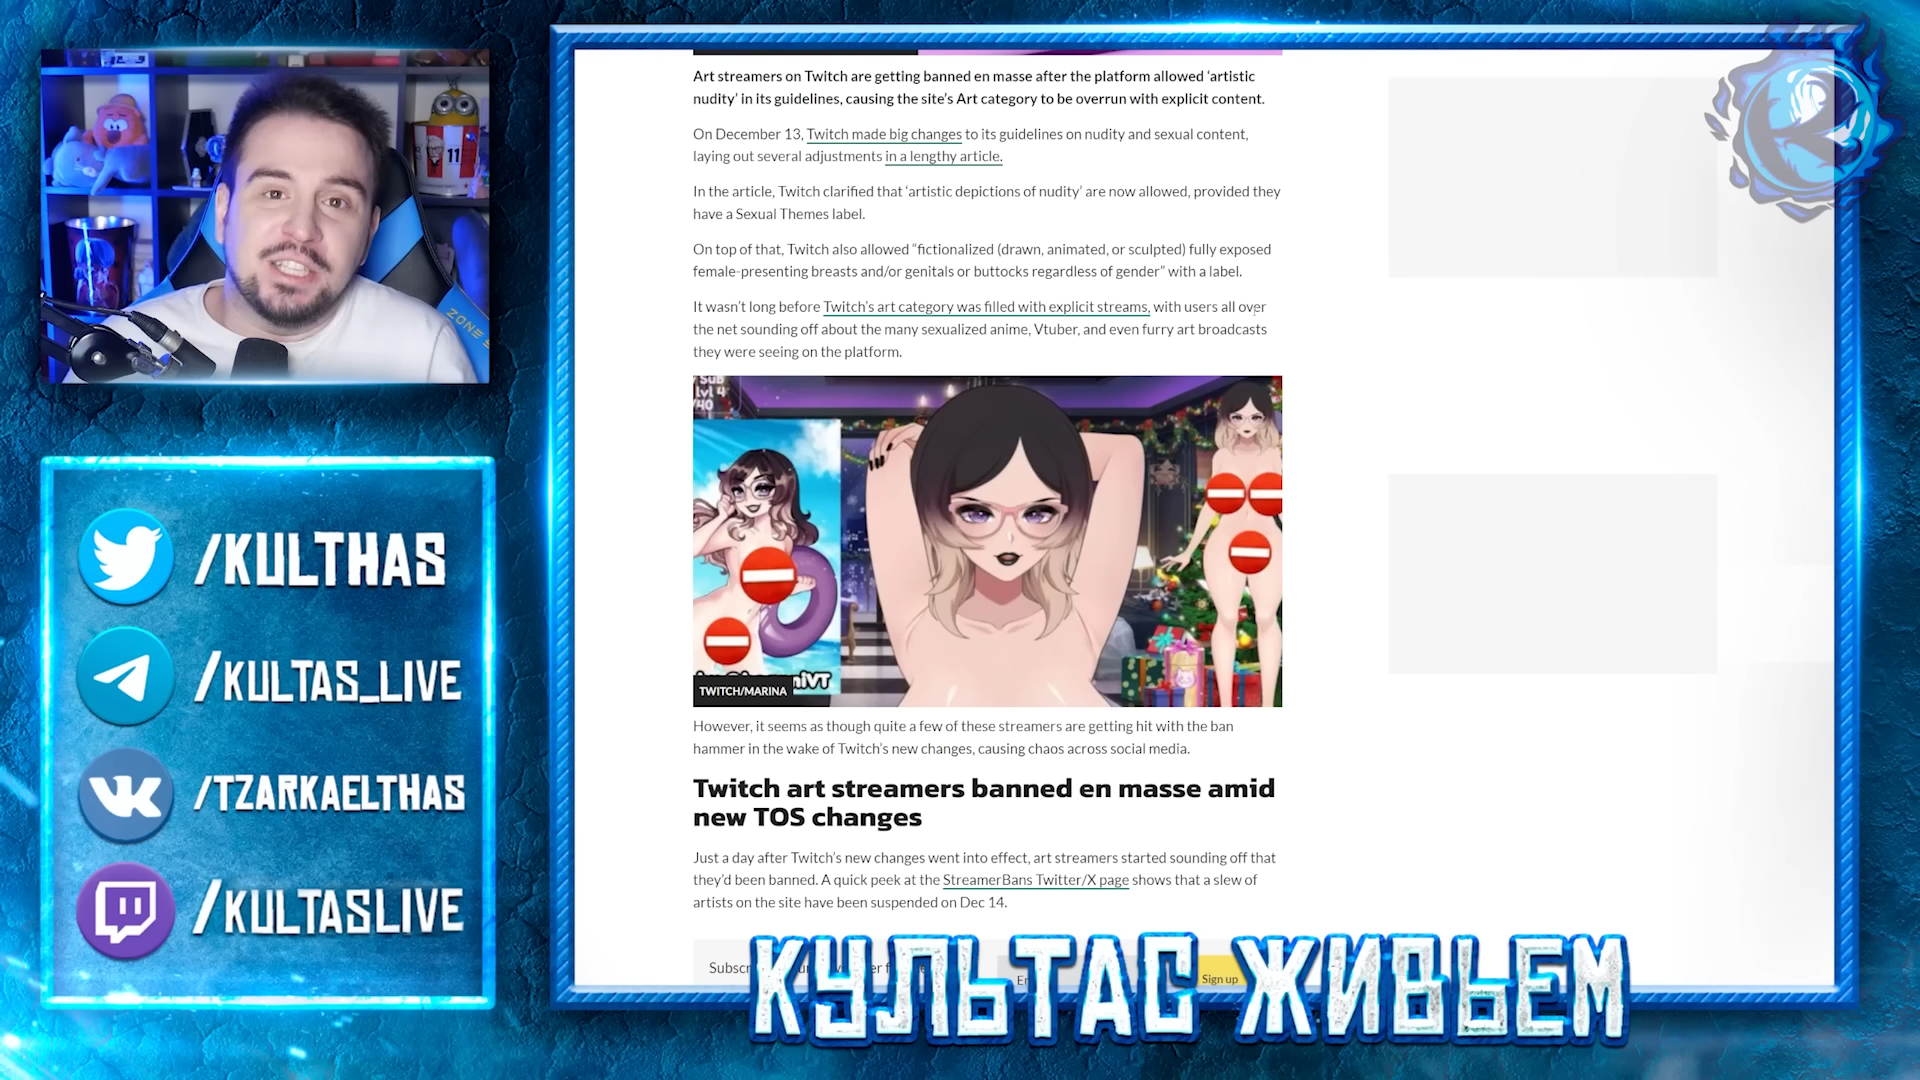 ZONE
11
/KULTHAS
/KULTAS_LIVE
/TZARKAELTHAS
/KULTASLIVE
Art streamers on Twitch are getting banned en masse after the platform allowed ‘artistic
nudity’ in its guidelines, causing the site’s Art category to be overrun with explicit content.
On December 13, Twitch made big changes to its guidelines on nudity and sexual content,
laying out several adjustments in a lengthy article.
In the article, Twitch clarified that ‘artistic depictions of nudity’ are now allowed, provided they
have a Sexual Themes label.
On top of that, Twitch also allowed “fictionalized (drawn, animated, or sculpted) fully exposed
female-presenting breasts and/or genitals or buttocks regardless of gender” with a label.
It wasn’t long before Twitch’s art category was filled with explicit streams, with users all over
the net sounding off about the many sexualized anime, Vtuber, and even furry art broadcasts
they were seeing on the platform.
Sub
lvl 4
/40
TWITCH/MARINA
However, it seems as though quite a few of these streamers are getting hit with the ban
hammer in the wake of Twitch’s new changes, causing chaos across social media.
Twitch art streamers banned en masse amid
new TOS changes
Just a day after Twitch’s new changes went into effect, art streamers started sounding off that
they’d been banned. A quick peek at the StreamerBans Twitter/X page shows that a slew of
artists on the site have been suspended on Dec 14.
Sign up
КУЛЬТАС ЖИВЬЕМ